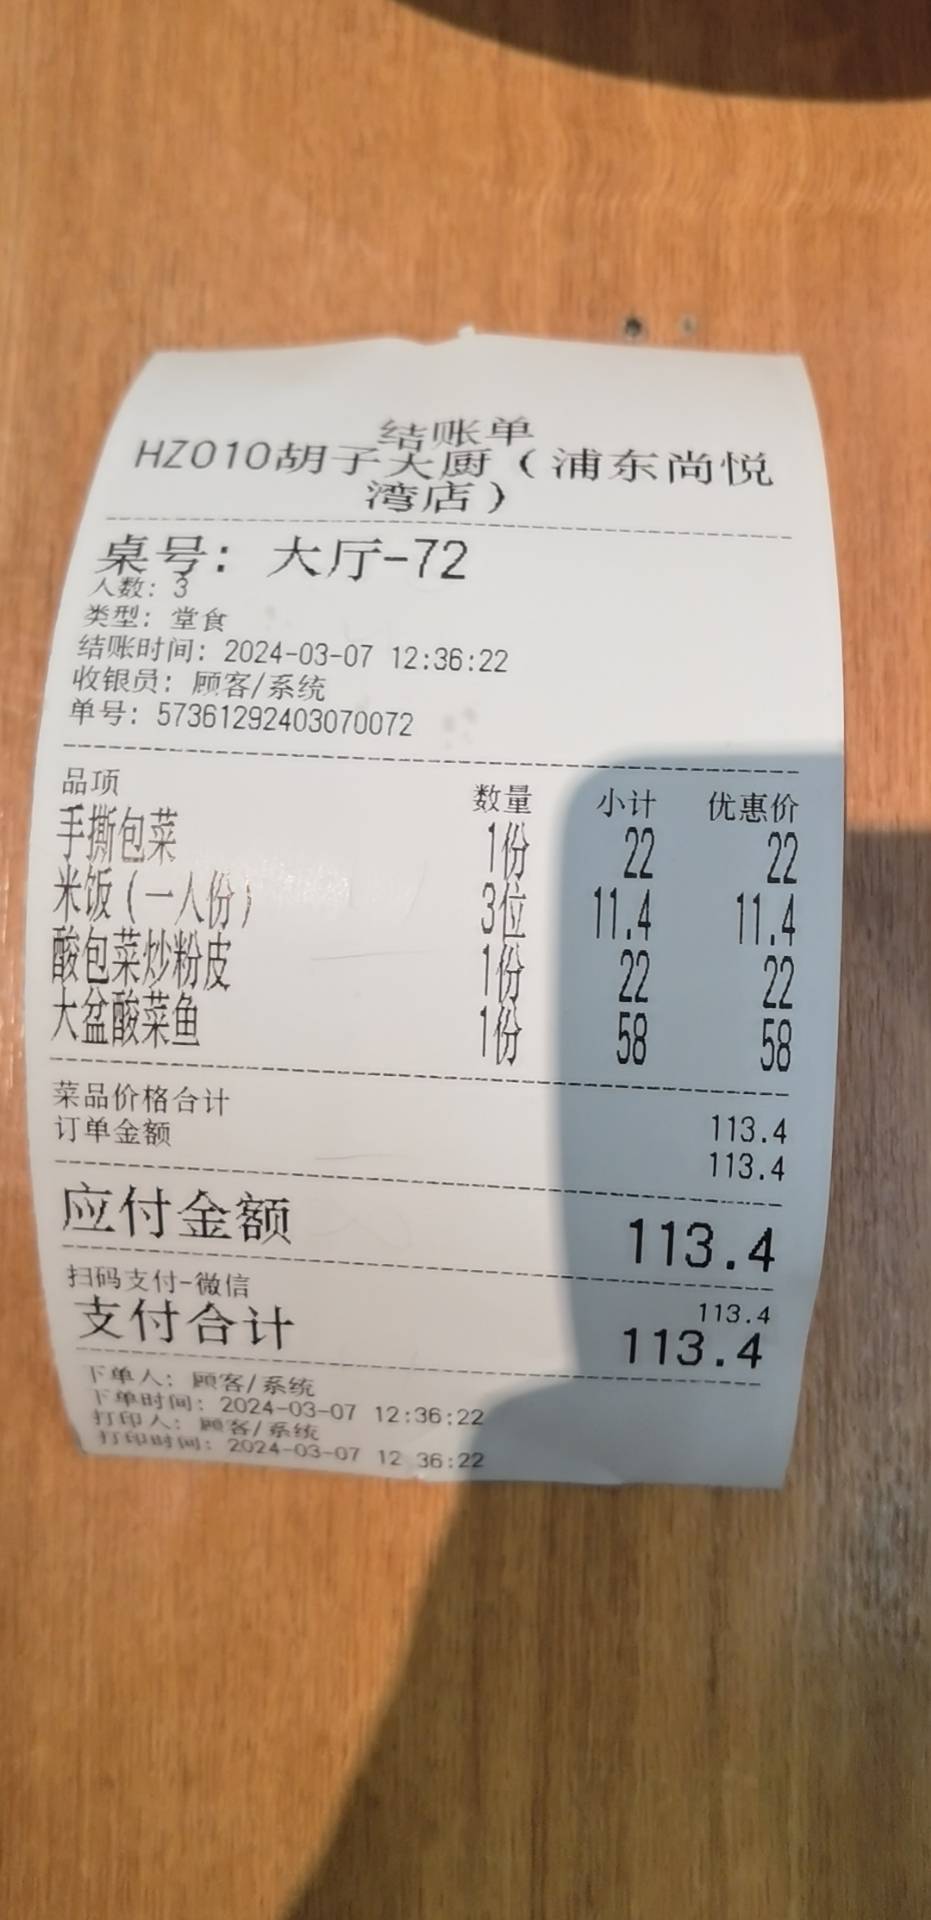 结账单
HZ010胡子大厨（浦东尚悦
湾店）
桌号：大厅-72
人数：3
类型：堂食
结账时间：2024-03-07 12:36:22
收银员：顾客/系统
单号：57361292403070072
品项 数量 小计 优惠价
手撕包菜 1份 22 22
米饭（一人份） 3位 11.4 11.4
酸包菜炒粉皮 1份 22 22
大盆酸菜鱼 1份 58 58
菜品价格合计 113.4
订单金额 113.4
应付金额 113.4
扫码支付-微信 113.4
支付合计 113.4
下单人：顾客/系统
下单时间：2024-03-07 12:36:22
打印人：顾客/系统
打印时间：2024-03-07 12 36:22